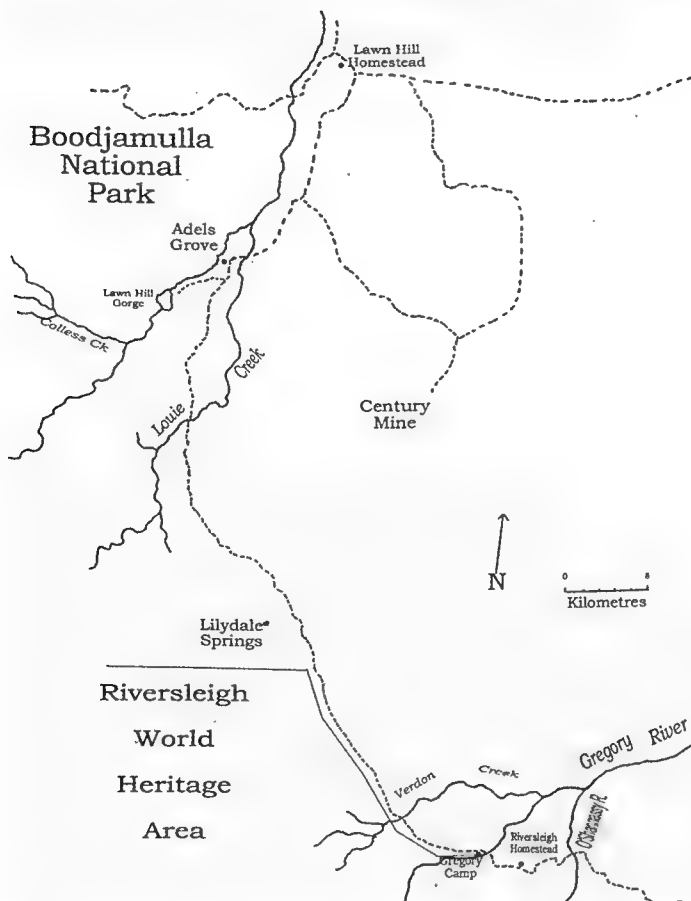 Lawn Hill
Homestead
Boodjamulla
National
Park
Adels
Grove
Lawn Hill
Gorge
Colless Ck
Louie Creek
Century
Mine
N
0 8
Kilometres
Lilydale
Springs
Riversleigh
World
Heritage
Area
Gregory River
Verdon Creek
O'Shannassy R.
Riversleigh
Homestead
Gregory
Camp